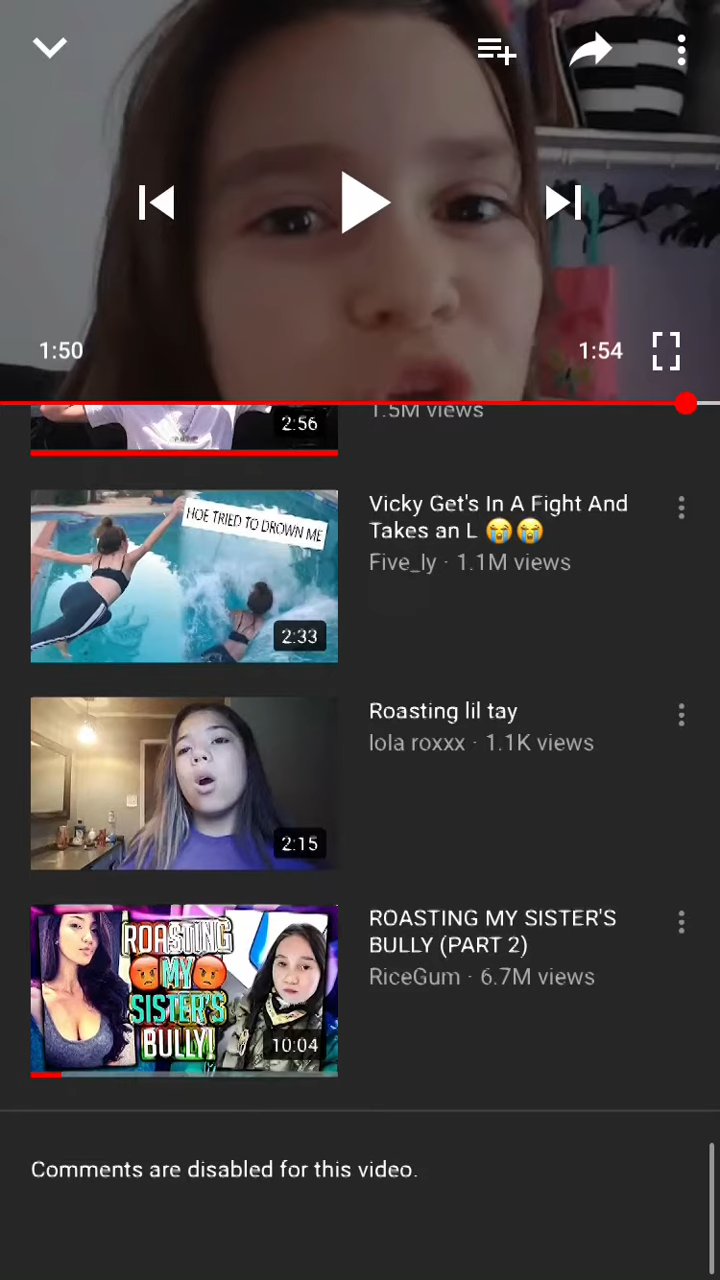 1:50
1:54
2:56
1.5M views
HOE TRIED TO DROWN ME
2:33
Vicky Get's In A Fight And
Takes an L 😭😭
Five_ly · 1.1M views
2:15
Roasting lil tay
lola roxxx · 1.1K views
ROASTING
MY
SISTER'S
BULLY!
10:04
ROASTING MY SISTER'S
BULLY (PART 2)
RiceGum · 6.7M views
Comments are disabled for this video.